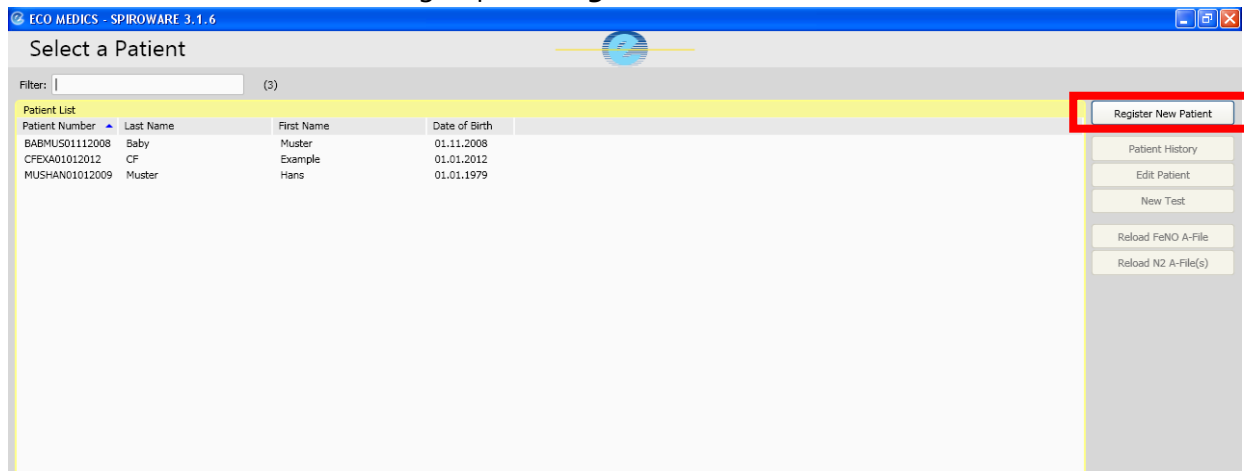 ECO MEDICS - SPIROWARE 3.1.6
Select a Patient
Filter: (3)
Patient List
Patient Number Last Name First Name Date of Birth
BABMUS01112008 Baby Muster 01.11.2008
CFEXA01012012 CF Example 01.01.2012
MUSHAN01012009 Muster Hans 01.01.1979
Register New Patient
Patient History
Edit Patient
New Test
Reload FeNO A-File
Reload N2 A-File(s)